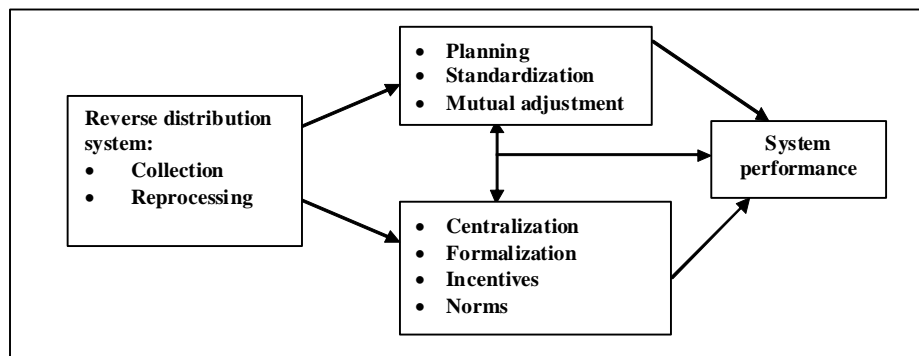 Reverse distribution
system:
• Collection
• Reprocessing
• Planning
• Standardization
• Mutual adjustment
• Centralization
• Formalization
• Incentives
• Norms
System
performance